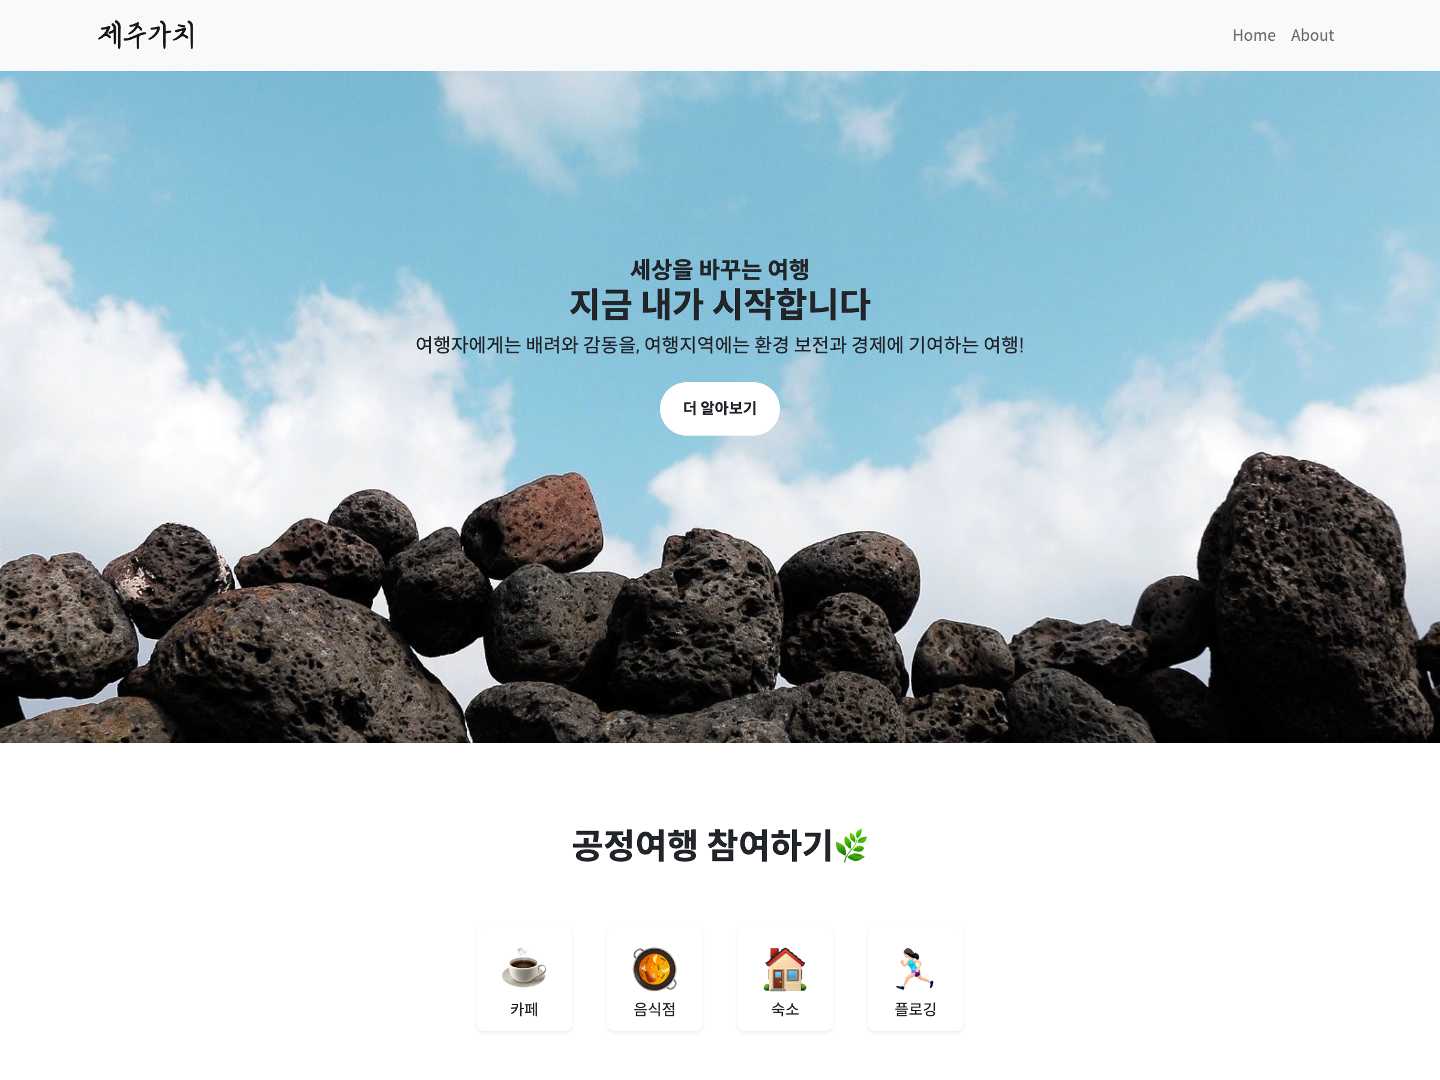 제주가치
Home About
세상을 바꾸는 여행
지금 내가 시작합니다
여행자에게는 배려와 감동을, 여행지역에는 환경 보전과 경제에 기여하는 여행!
더 알아보기
공정여행 참여하기🌿
카페 음식점 숙소 플로깅